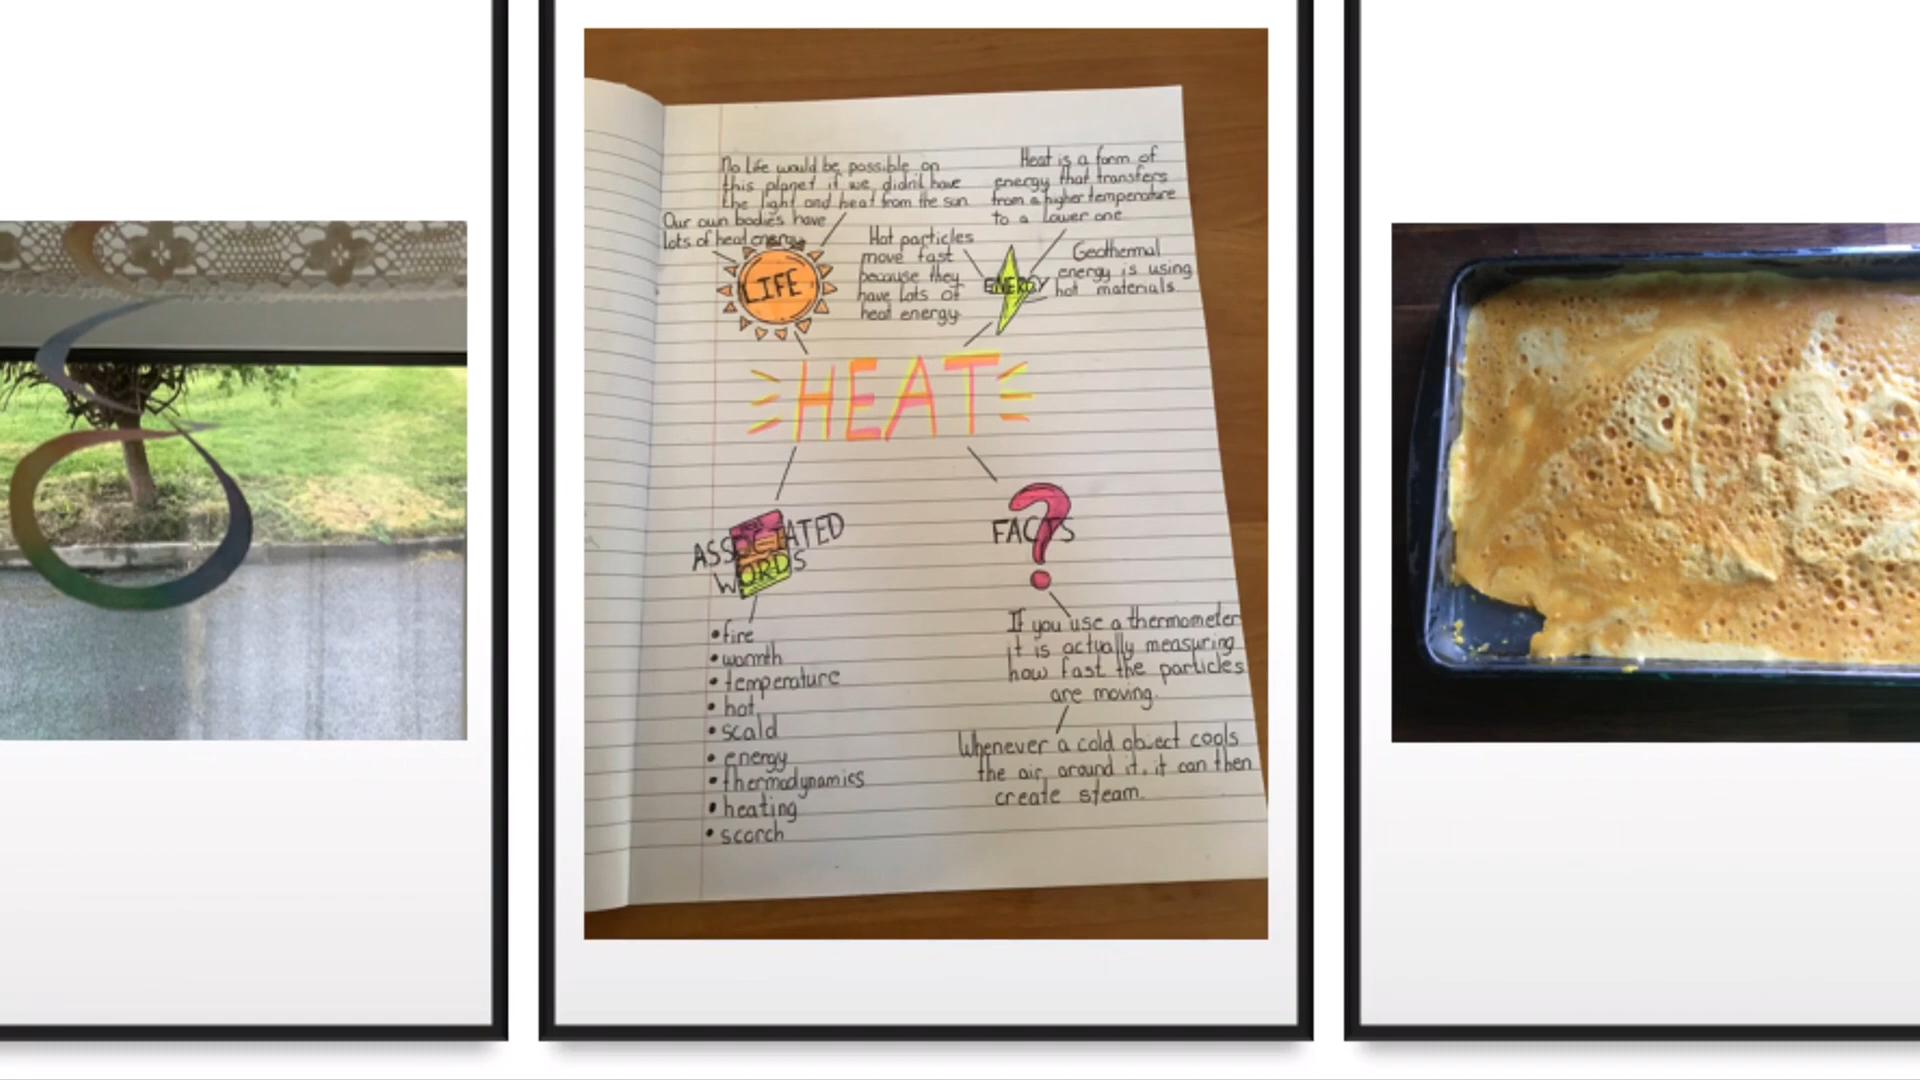 No Life would be possible on
this planet if we didn't have
the light and heat from the sun
Our own bodies have
lots of heat energy
LIFE
Hot particles
move fast
because they
have lots of
heat energy.
Heat is a form of
energy that transfers
from a higher temperature
to a lower one
ENERGY
Geothermal
energy is using
hot materials.
HEAT
ASSOCIATED
WORDS
• fire
• warmth
• temperature
• hot
• scald
• energy
• thermodynamics
• heating
• scorch
FACTS
?
If you use a thermometer
it is actually measuring
how fast the particles
are moving.
Whenever a cold object cools
the air around it, it can then
create steam.